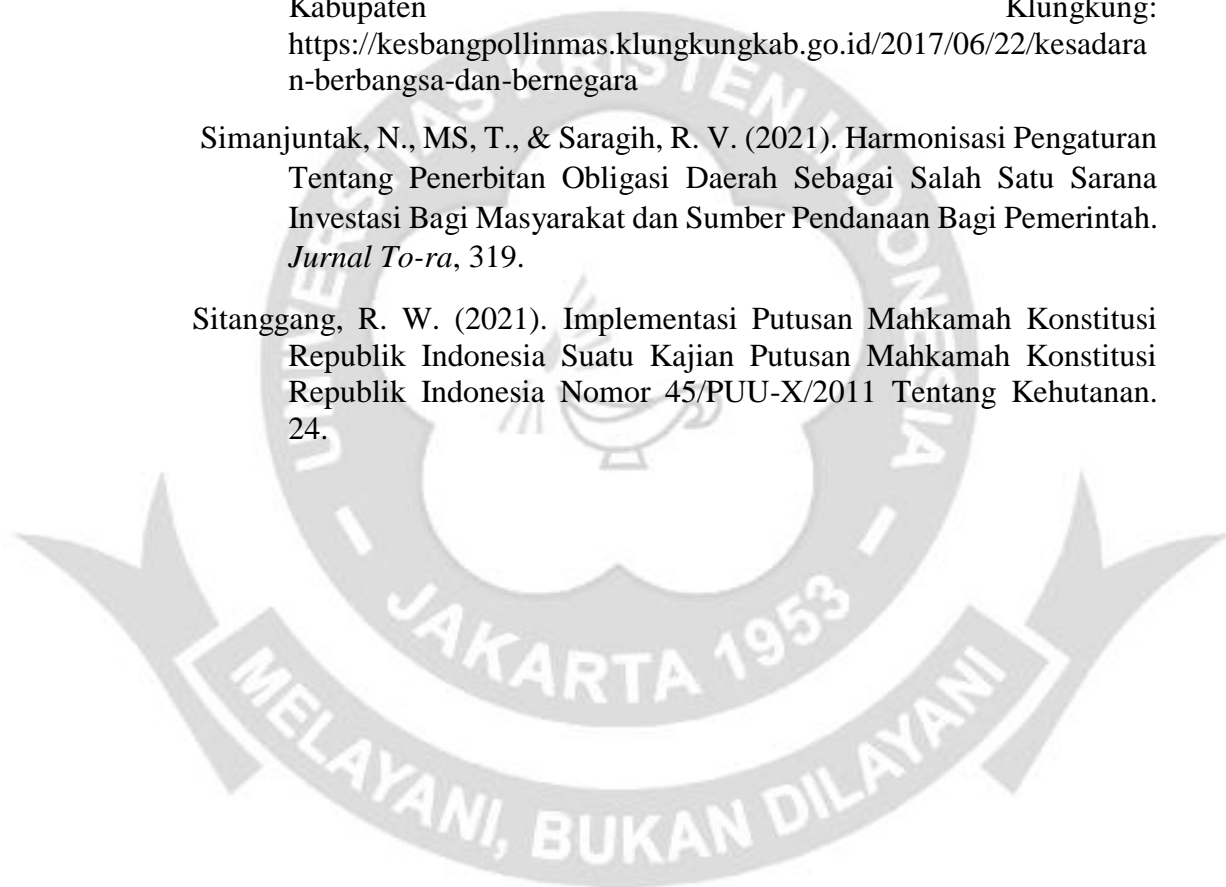 Kabupaten Klungkung:
https://kesbangpollinmas.klungkungkab.go.id/2017/06/22/kesadara
n-berbangsa-dan-bernegara
Simanjuntak, N., MS, T., & Saragih, R. V. (2021). Harmonisasi Pengaturan
Tentang Penerbitan Obligasi Daerah Sebagai Salah Satu Sarana
Investasi Bagi Masyarakat dan Sumber Pendanaan Bagi Pemerintah.
Jurnal To-ra, 319.
Sitanggang, R. W. (2021). Implementasi Putusan Mahkamah Konstitusi
Republik Indonesia Suatu Kajian Putusan Mahkamah Konstitusi
Republik Indonesia Nomor 45/PUU-X/2011 Tentang Kehutanan.
24.
UNIVERSITAS KRISTEN INDONESIA
JAKARTA 1953
MELAYANI, BUKAN DILAYANI